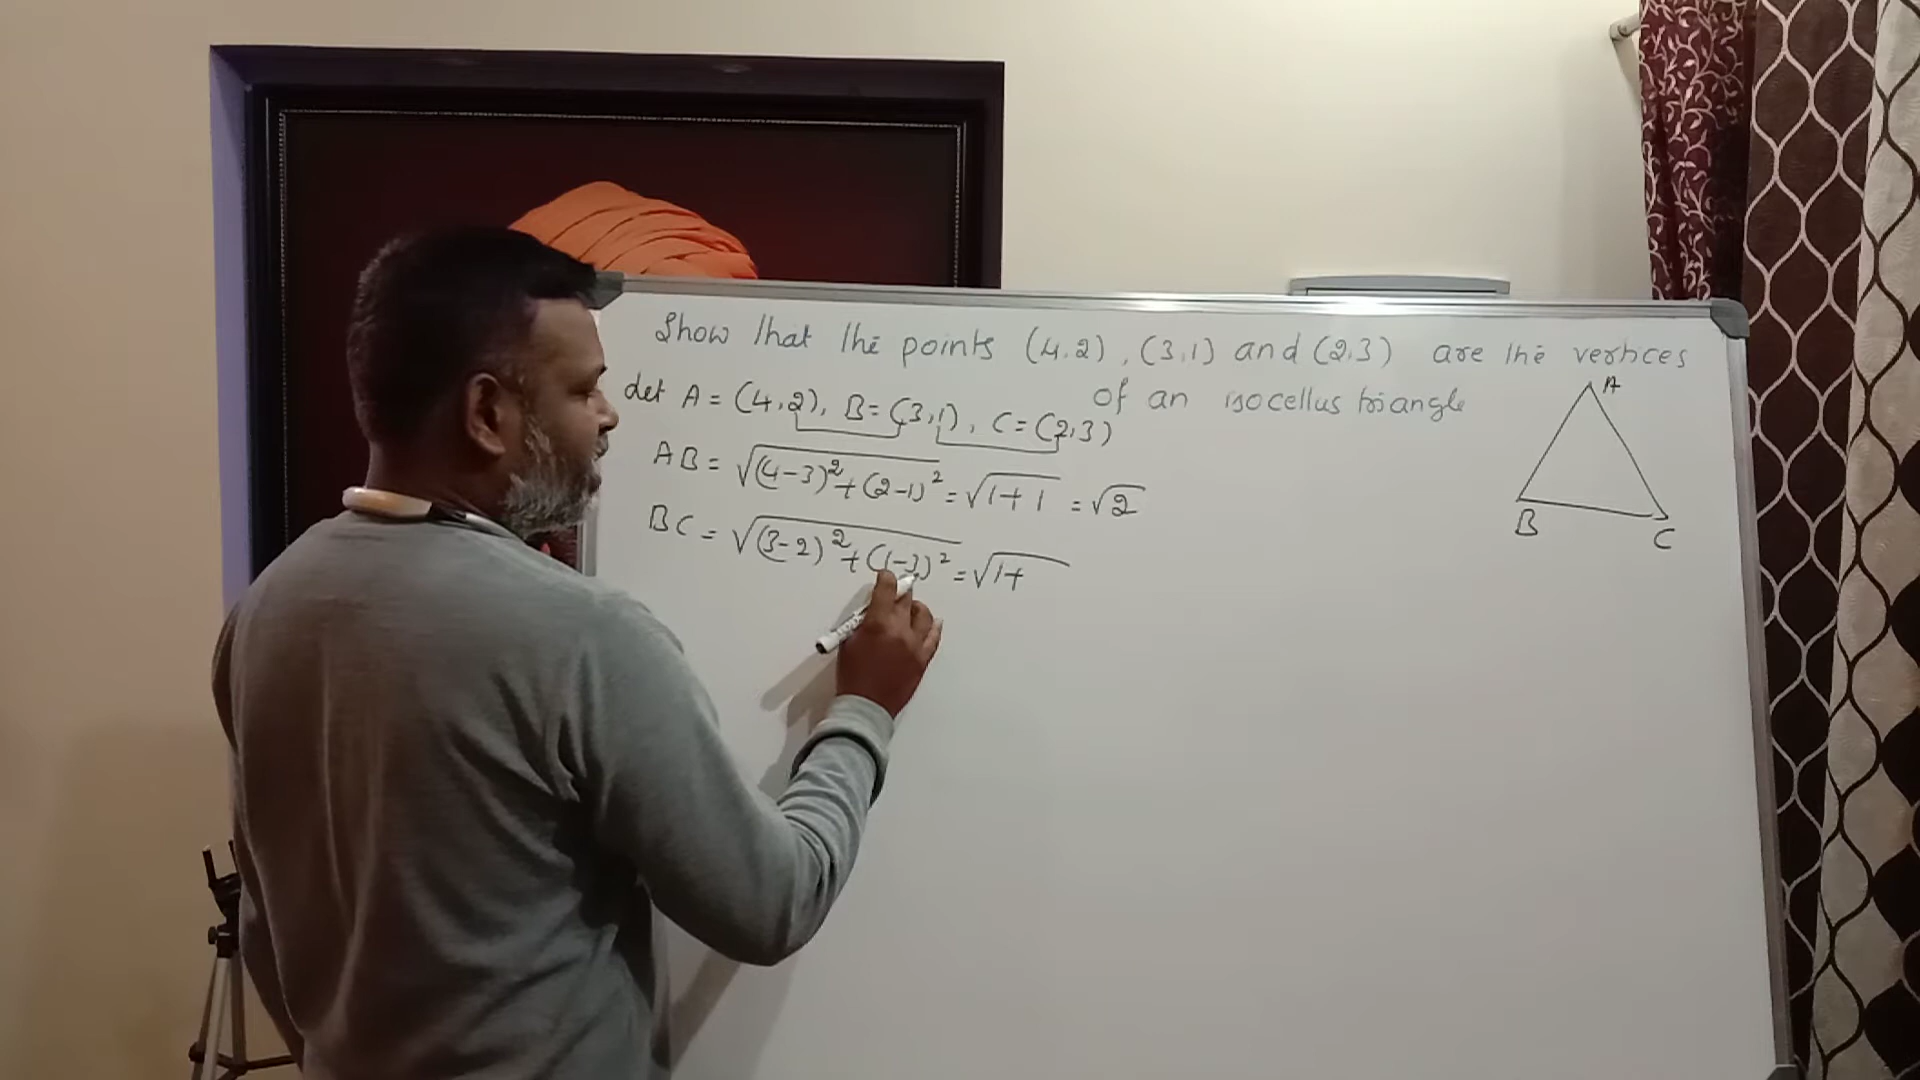 Show that the points (4,2), (3,1) and (2,3) are the vertices
of an isocellus triangle
Let A = (4,2), B = (3,1), C = (2,3)
AB = √(4-3)²+(2-1)² = √1+1 = √2
BC = √(3-2)²+(1-3)² = √1+
A
B
C